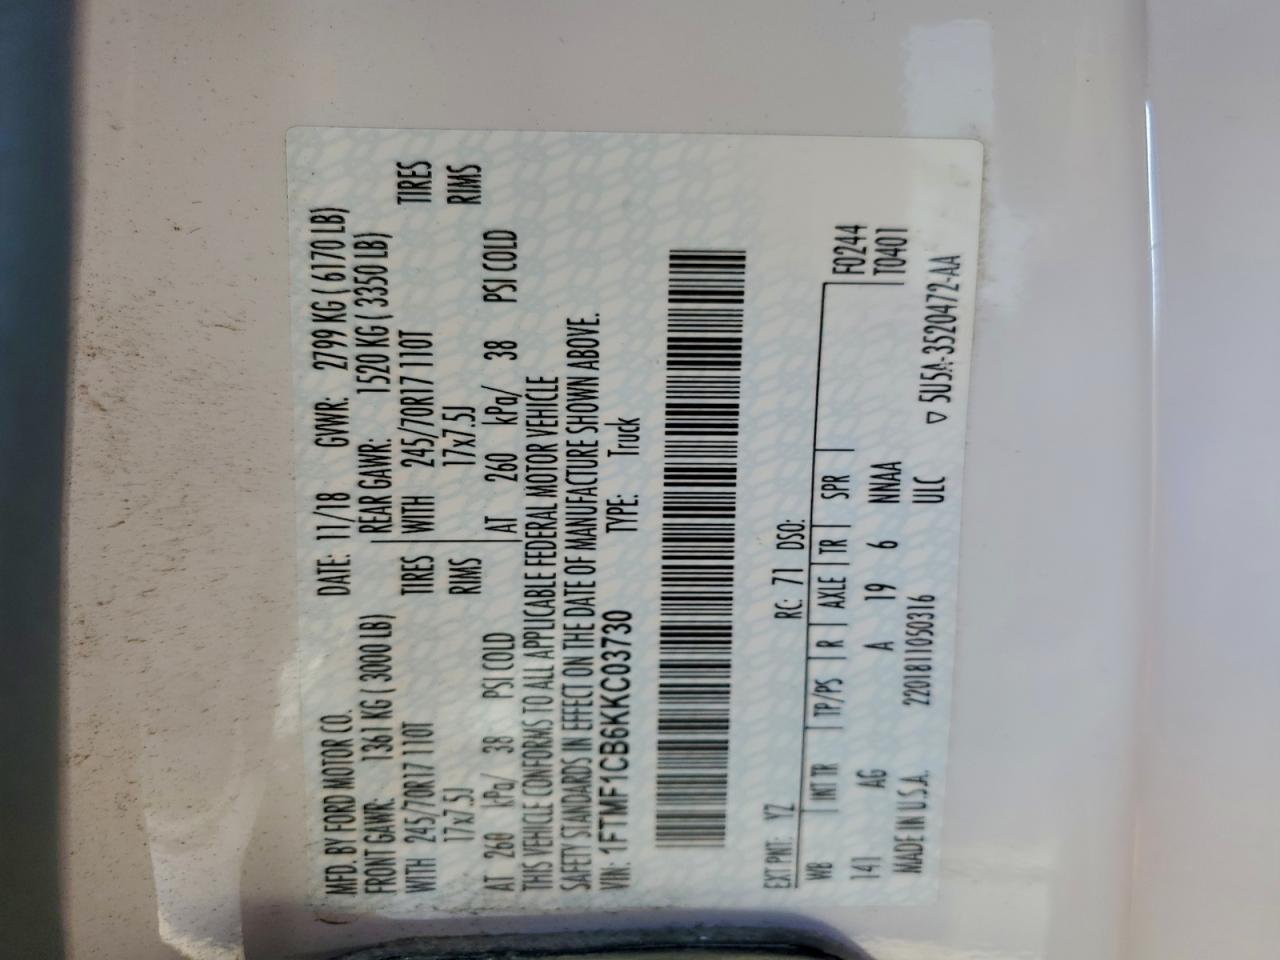 MFD. BY FORD MOTOR CO. DATE: 11/18 GVWR: 2799 KG ( 6170 LB)
FRONT GAWR: 1361 KG ( 3000 LB) REAR GAWR: 1520 KG ( 3350 LB)
WITH 245/70R17 110T TIRES WITH 245/70R17 110T TIRES
17x7.5J RIMS 17x7.5J RIMS
AT 260 kPa/ 38 PSI COLD AT 260 kPa/ 38 PSI COLD
THIS VEHICLE CONFORMS TO ALL APPLICABLE FEDERAL MOTOR VEHICLE
SAFETY STANDARDS IN EFFECT ON THE DATE OF MANUFACTURE SHOWN ABOVE.
VIN: 1FTMF1CB6KKC03730 TYPE: Truck
EXT PNT: YZ RC: 71 DSO:
WB INT TR TP/PS R AXLE TR SPR F0244
141 AG A 19 6 NNAA T0401
MADE IN U.S.A. 2201811050316 ULC
▽ 5U5A-3520472-AA